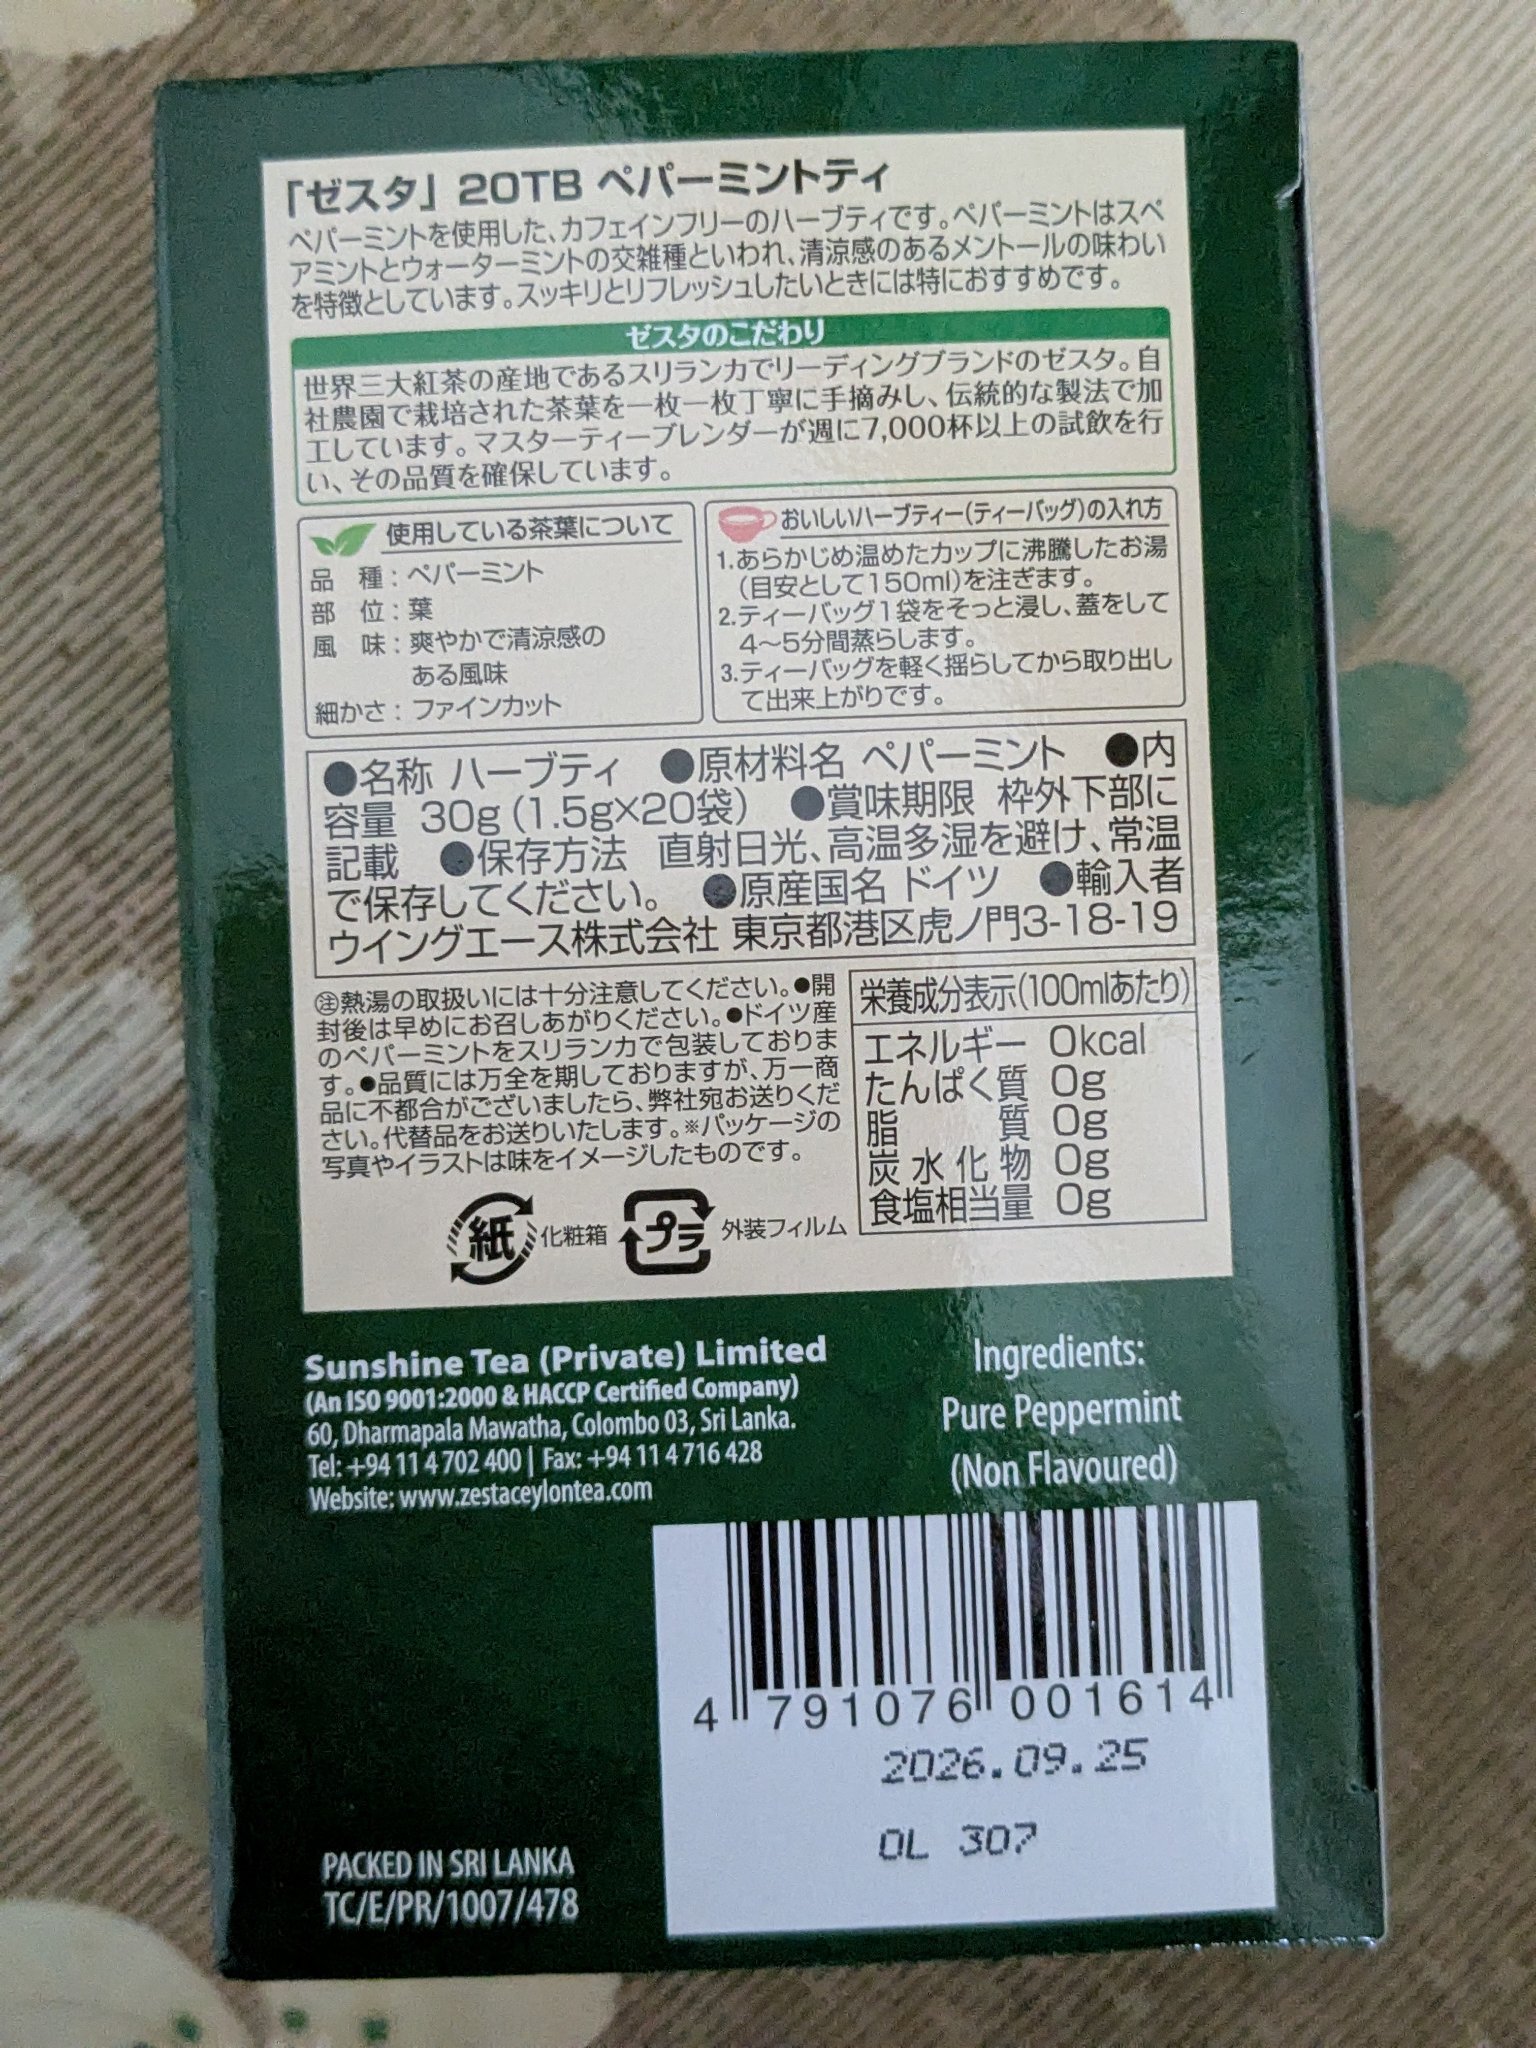 「ゼスタ」 20TB ペパーミントティ
ペパーミントを使用した、カフェインフリーのハーブティです。ペパーミントはスペ
アミントとウォーターミントの交雑種といわれ、清涼感のあるメントールの味わい
を特徴としています。スッキリとリフレッシュしたいときには特におすすめです。
ゼスタのこだわり
世界三大紅茶の産地であるスリランカでリーディングブランドのゼスタ。自
社農園で栽培された茶葉を一枚一枚丁寧に手摘みし、伝統的な製法で加
工しています。マスターティーブレンダーが週に7,000杯以上の試飲を行
い、その品質を確保しています。
使用している茶葉について
品 種：ペパーミント
部 位：葉
風 味：爽やかで清涼感の
ある風味
細かさ：ファインカット
おいしいハーブティー(ティーバッグ)の入れ方
1.あらかじめ温めたカップに沸騰したお湯
(目安として150ml)を注ぎます。
2.ティーバッグ1袋をそっと浸し、蓋をして
4〜5分間蒸らします。
3.ティーバッグを軽く揺らしてから取り出し
て出来上がりです。
●名称 ハーブティ ●原材料名 ペパーミント ●内
容量 30g (1.5g×20袋) ●賞味期限 枠外下部に
記載 ●保存方法 直射日光、高温多湿を避け、常温
で保存してください。 ●原産国名 ドイツ ●輸入者
ウイングエース株式会社 東京都港区虎ノ門3-18-19
㊟熱湯の取扱いには十分注意してください。●開
封後は早めにお召しあがりください。●ドイツ産
のペパーミントをスリランカで包装しておりま
す。●品質には万全を期しておりますが、万一商
品に不都合がございましたら、弊社宛お送りくだ
さい。代替品をお送りいたします。※パッケージの
写真やイラストは味をイメージしたものです。
栄養成分表示(100mlあたり)
エネルギー 0kcal
たんぱく質 0g
脂 質 0g
炭水化物 0g
食塩相当量 0g
紙 化粧箱 プラ 外装フィルム
Sunshine Tea (Private) Limited
(An ISO 9001:2000 & HACCP Certified Company)
60, Dharmapala Mawatha, Colombo 03, Sri Lanka.
Tel: +94 11 4 702 400 | Fax: +94 11 4 716 428
Website: www.zestaceylontea.com
Ingredients:
Pure Peppermint
(Non Flavoured)
4 791076 001614
2026.09.25
OL 307
PACKED IN SRI LANKA
TC/E/PR/1007/478